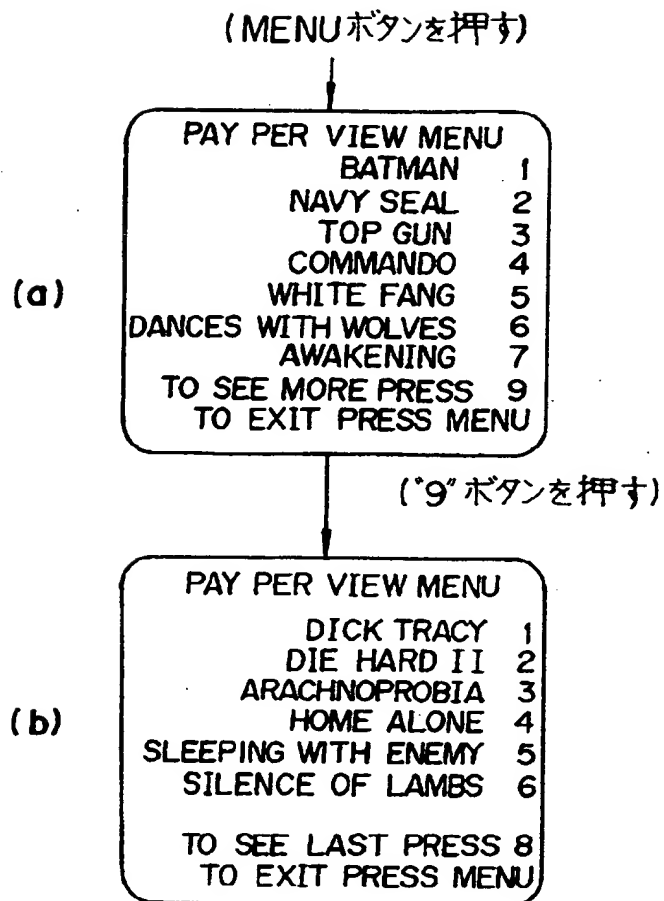 (MENUボタンを押す)
(a)
PAY PER VIEW MENU
BATMAN 1
NAVY SEAL 2
TOP GUN 3
COMMANDO 4
WHITE FANG 5
DANCES WITH WOLVES 6
AWAKENING 7
TO SEE MORE PRESS 9
TO EXIT PRESS MENU
("9" ボタンを押す)
(b)
PAY PER VIEW MENU
DICK TRACY 1
DIE HARD II 2
ARACHNOPROBIA 3
HOME ALONE 4
SLEEPING WITH ENEMY 5
SILENCE OF LAMBS 6
TO SEE LAST PRESS 8
TO EXIT PRESS MENU